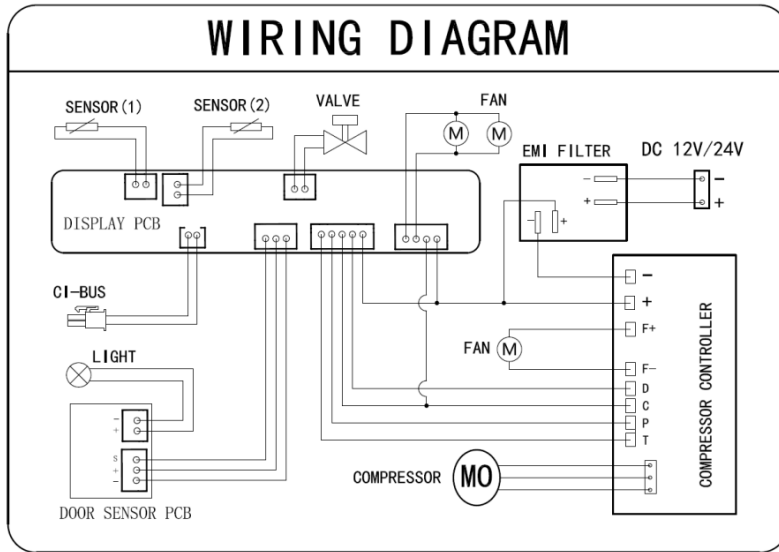 WIRING DIAGRAM
SENSOR(1)
SENSOR(2)
VALVE
FAN
M
M
EMI FILTER
DC 12V/24V
-
+
-
+
-
+
DISPLAY PCB
CI-BUS
LIGHT
-
+
S
+
-
DOOR SENSOR PCB
FAN
M
COMPRESSOR
MO
-
+
F+
F-
D
C
P
T
COMPRESSOR CONTROLLER